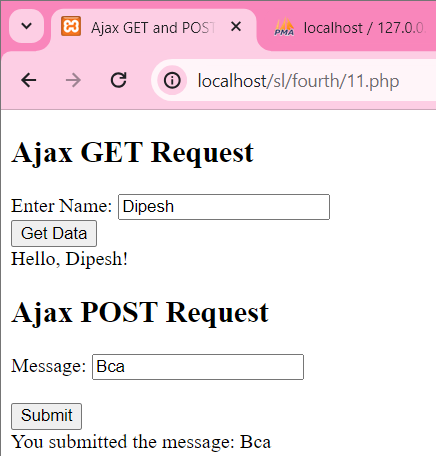 Ajax GET and POST
localhost / 127.0.0
localhost/sl/fourth/11.php
Ajax GET Request
Enter Name: Dipesh
Get Data
Hello, Dipesh!
Ajax POST Request
Message: Bca
Submit
You submitted the message: Bca